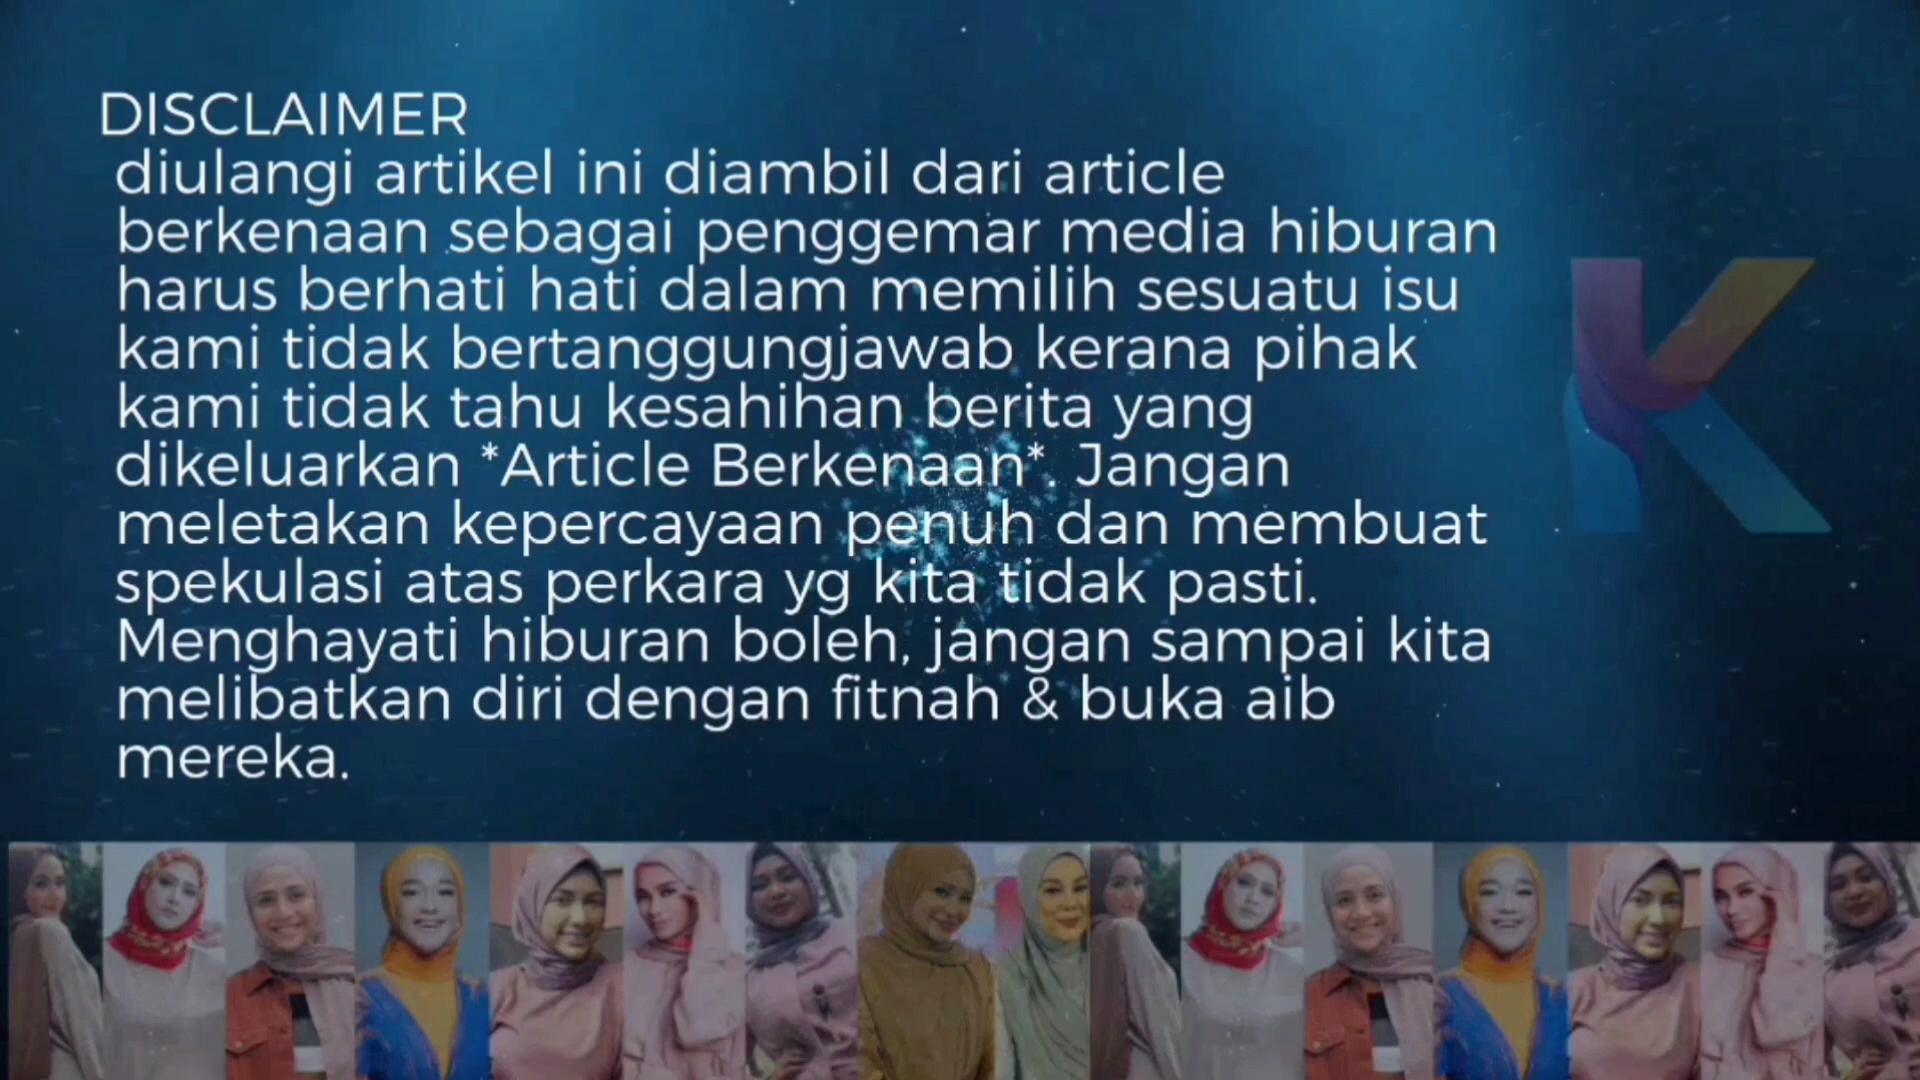 DISCLAIMER
diulangi artikel ini diambil dari article
berkenaan sebagai penggemar media hiburan
harus berhati hati dalam memilih sesuatu isu
kami tidak bertanggungjawab kerana pihak
kami tidak tahu kesahihan berita yang
dikeluarkan *Article Berkenaan*. Jangan
meletakan kepercayaan penuh dan membuat
spekulasi atas perkara yg kita tidak pasti.
Menghayati hiburan boleh, jangan sampai kita
melibatkan diri dengan fitnah & buka aib
mereka.
K